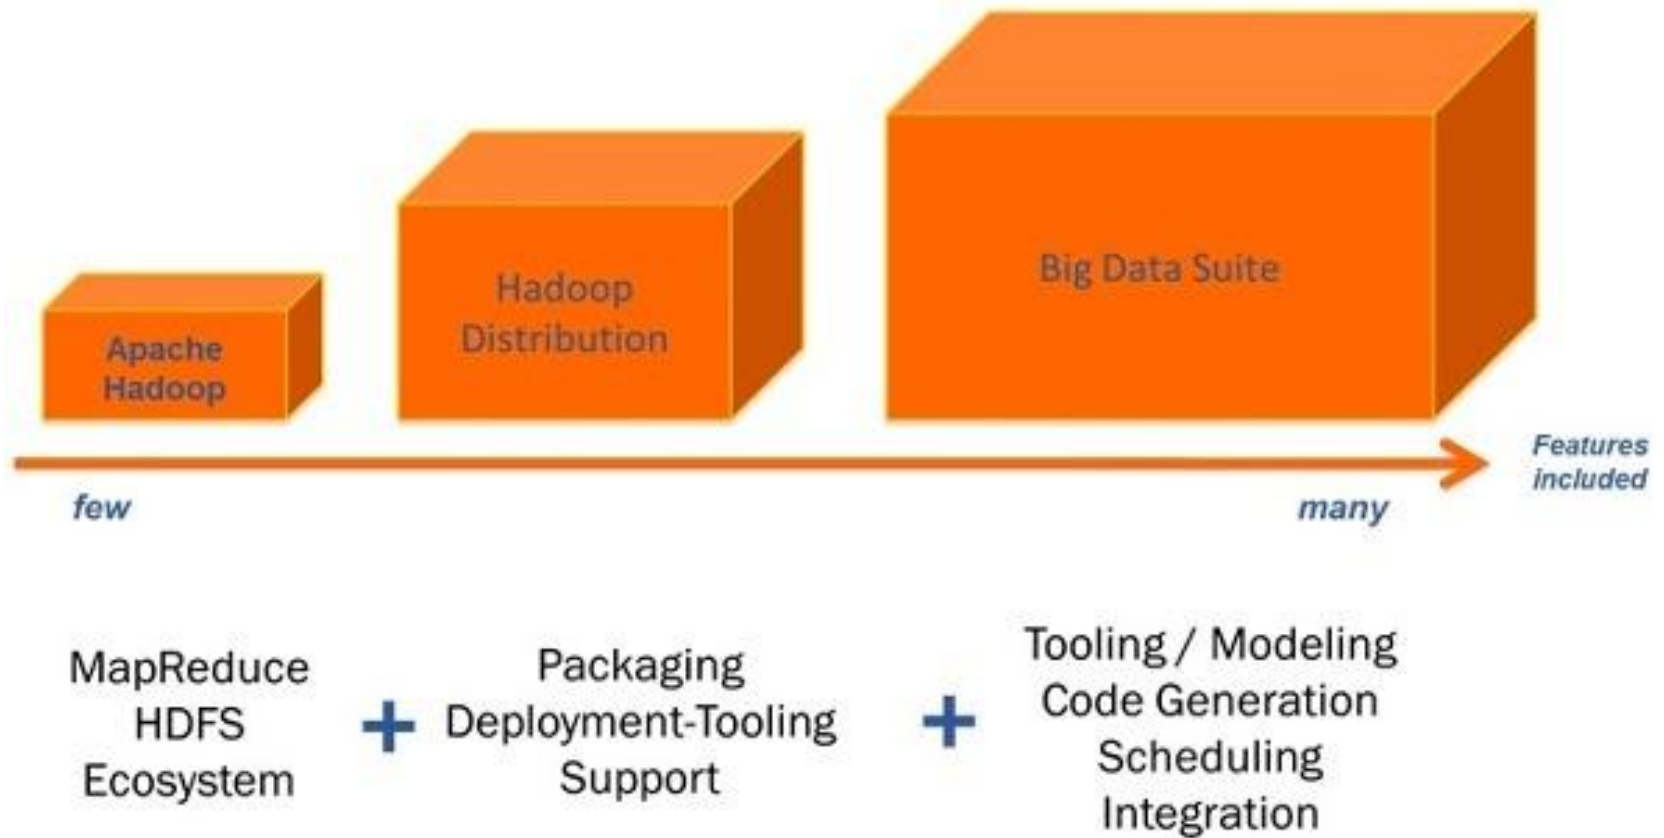 Apache
Hadoop
Hadoop
Distribution
Big Data Suite
few
many
Features
included
MapReduce
HDFS
Ecosystem
+
Packaging
Deployment-Tooling
Support
+
Tooling / Modeling
Code Generation
Scheduling
Integration